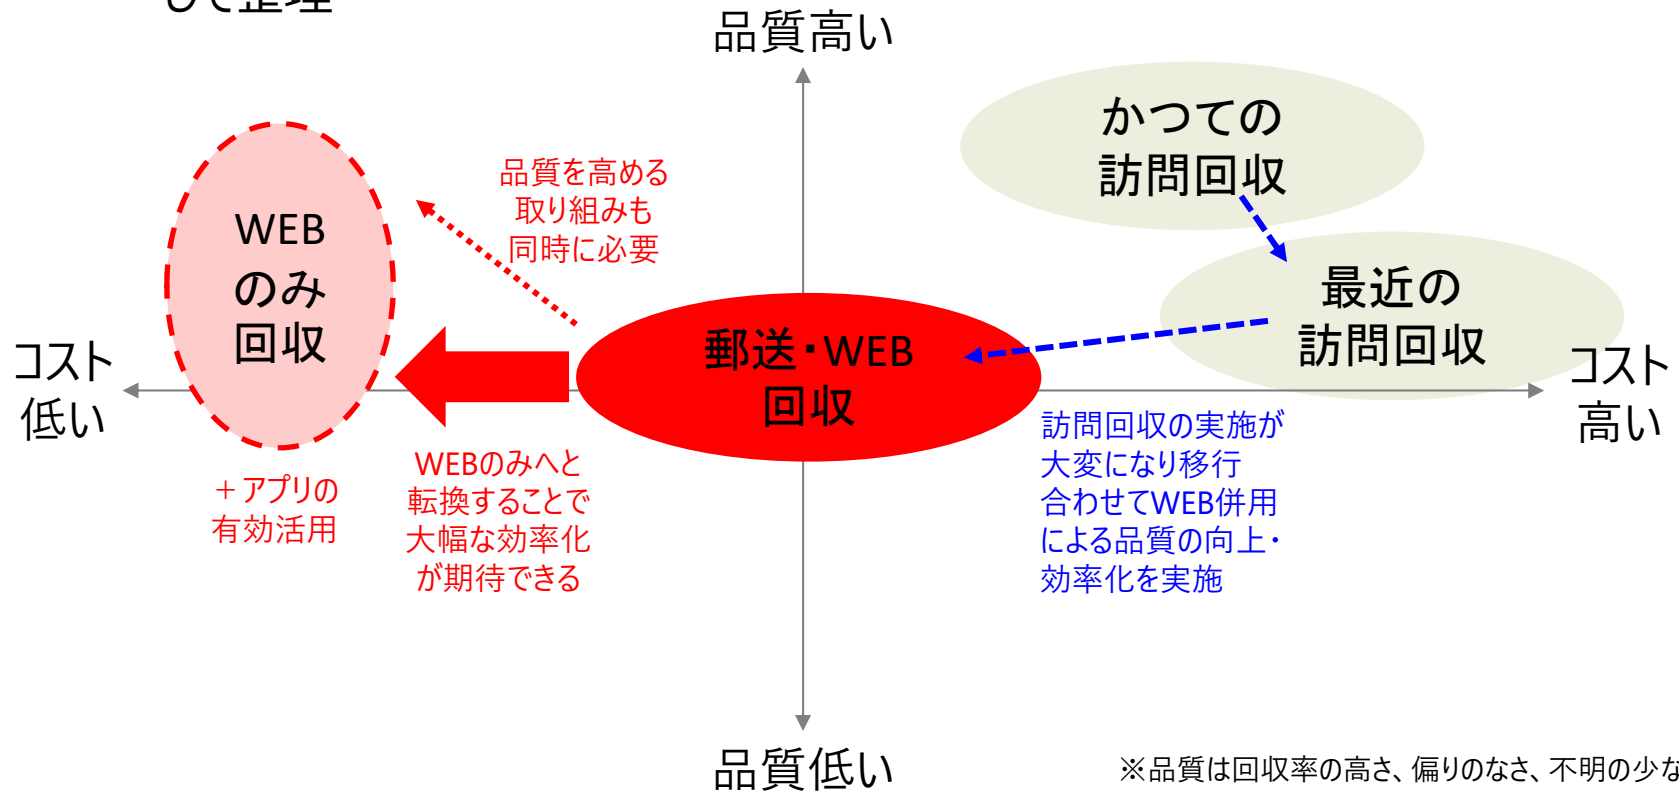 して整理
品質高い
かつての
訪問回収
品質を高める
取り組みも
同時に必要
WEB
のみ
回収
最近の
訪問回収
郵送・WEB
回収
コスト
低い
コスト
高い
訪問回収の実施が
大変になり移行
合わせてWEB併用
による品質の向上・
効率化を実施
WEBのみへと
転換することで
大幅な効率化
が期待できる
＋アプリの
有効活用
品質低い
※品質は回収率の高さ、偏りのなさ、不明の少な